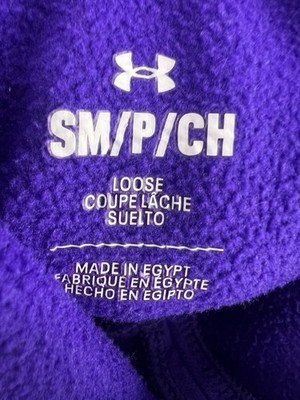 SM/P/CH
LOOSE
COUPE LÂCHE
SUELTO
MADE IN EGYPT
FABRIQUÉ EN EGYPTE
HECHO EN EGIPTO